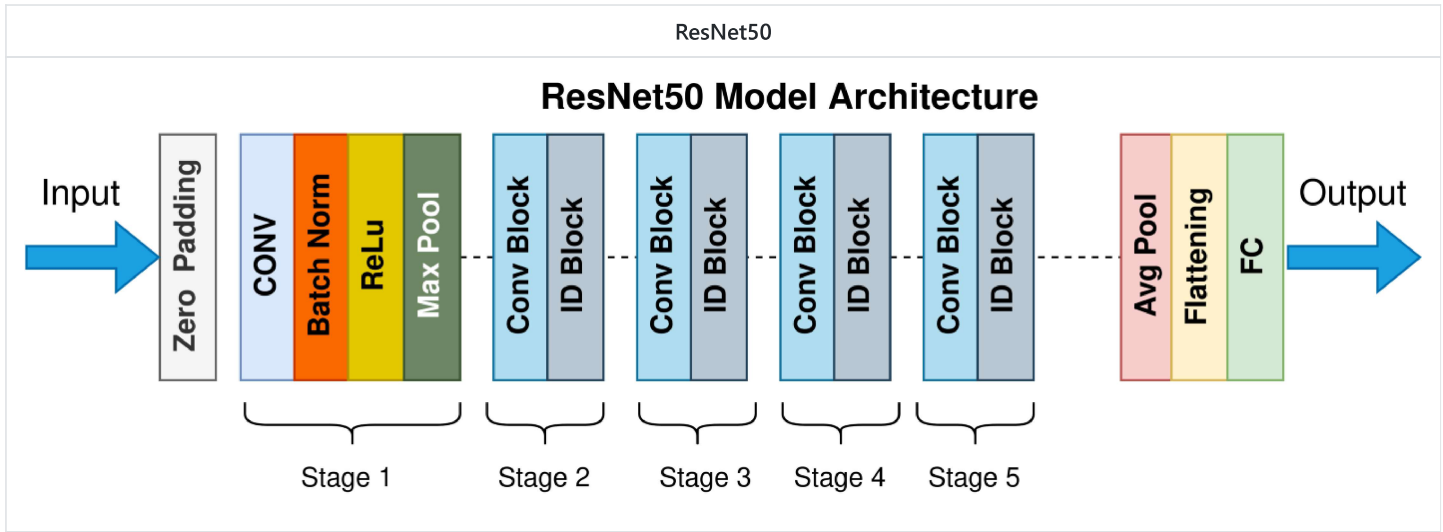 ResNet50
ResNet50 Model Architecture
Input
Zero Padding
CONV
Batch Norm
ReLu
Max Pool
Conv Block
ID Block
Conv Block
ID Block
Conv Block
ID Block
Conv Block
ID Block
Avg Pool
Flattening
FC
Output
Stage 1
Stage 2
Stage 3
Stage 4
Stage 5